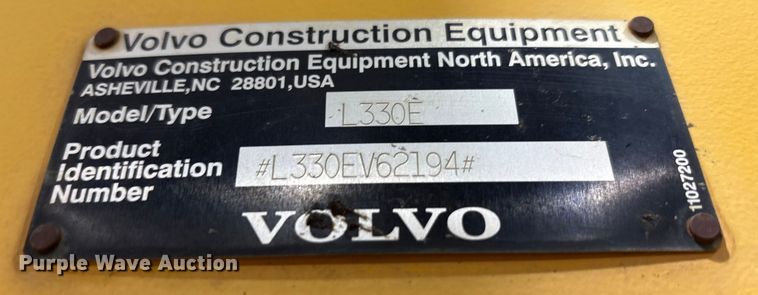 Volvo Construction Equipment
Volvo Construction Equipment North America, Inc.
ASHEVILLE,NC 28801,USA
Model/Type L330E
Product
Identification #L330EV62194#
Number
11027200
VOLVO
Purple Wave Auction